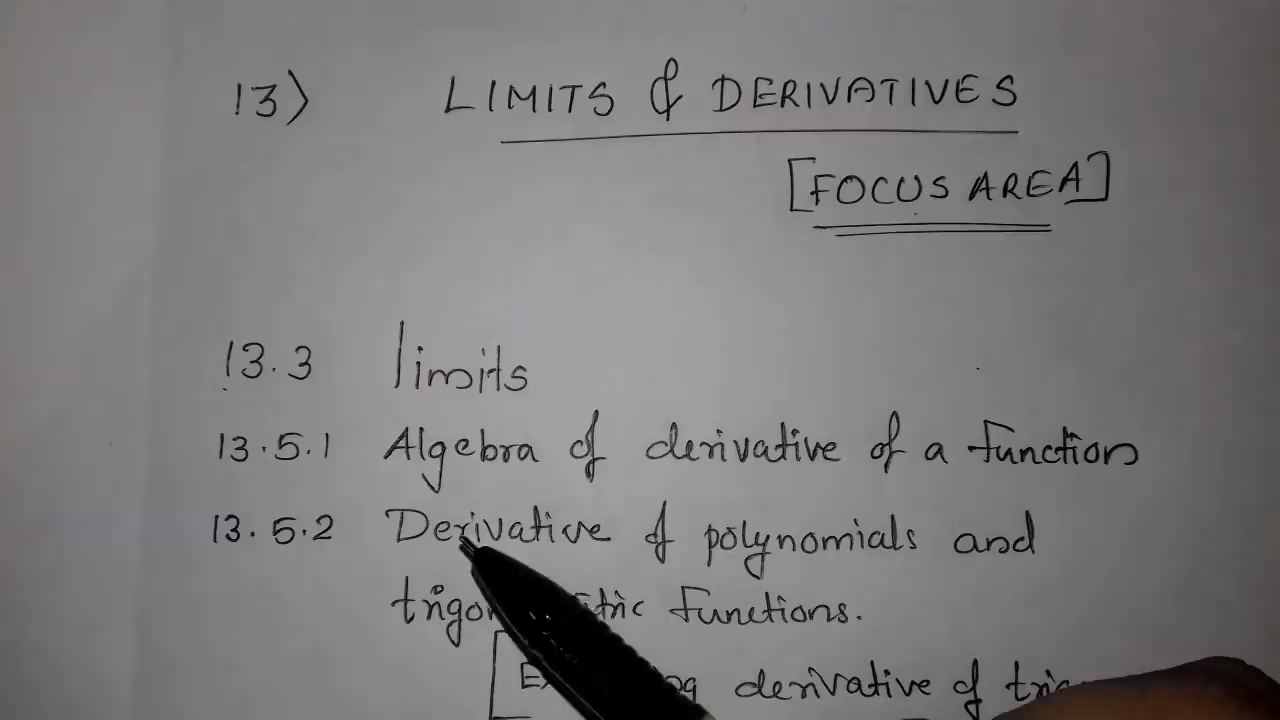 13) LIMITS & DERIVATIVES
[FOCUS AREA]
13.3 limits
13.5.1 Algebra of derivative of a function
13.5.2 Derivative of polynomials and
functions.
derivative of